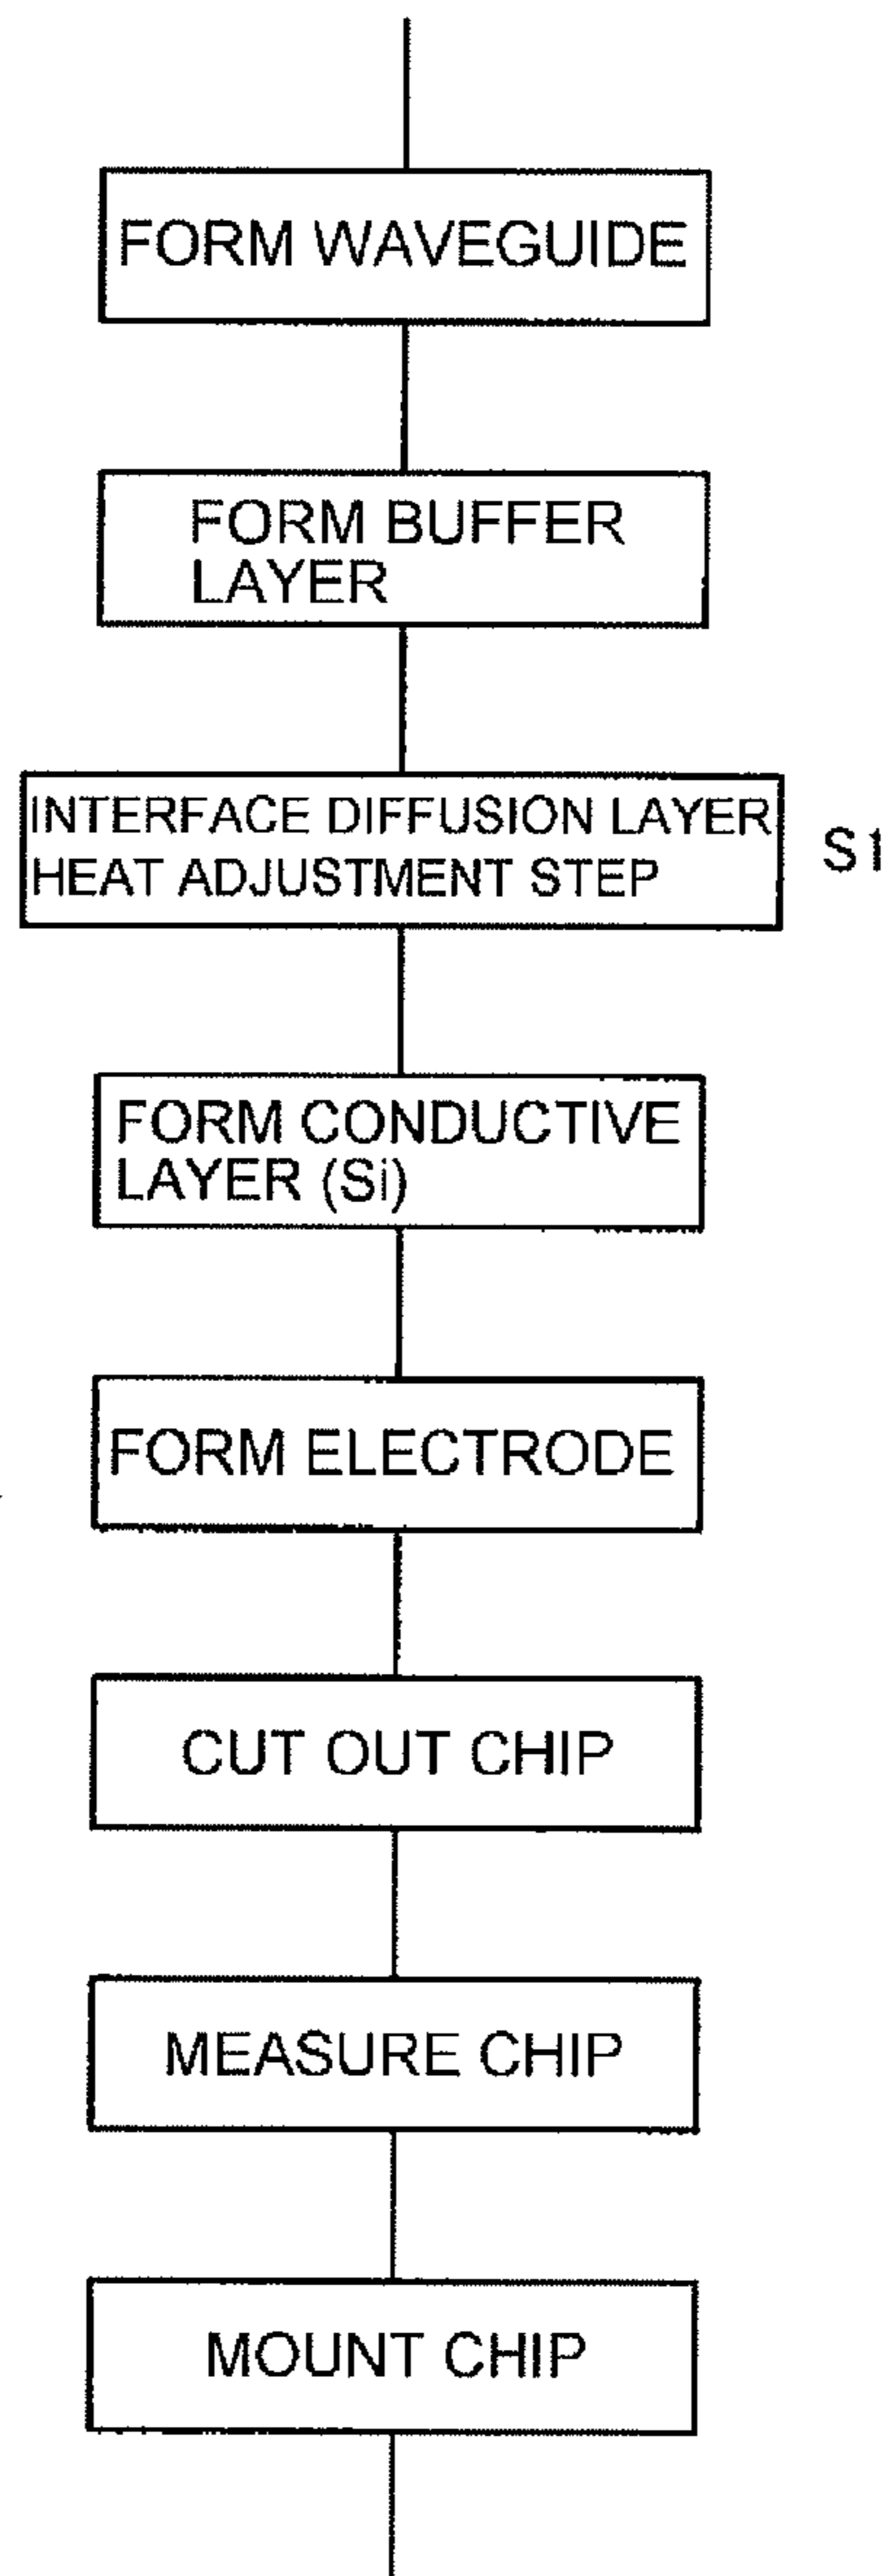 FORM WAVEGUIDE
FORM BUFFER
LAYER
INTERFACE DIFFUSION LAYER
HEAT ADJUSTMENT STEP
S1
FORM CONDUCTIVE
LAYER (Si)
FORM ELECTRODE
CUT OUT CHIP
MEASURE CHIP
MOUNT CHIP